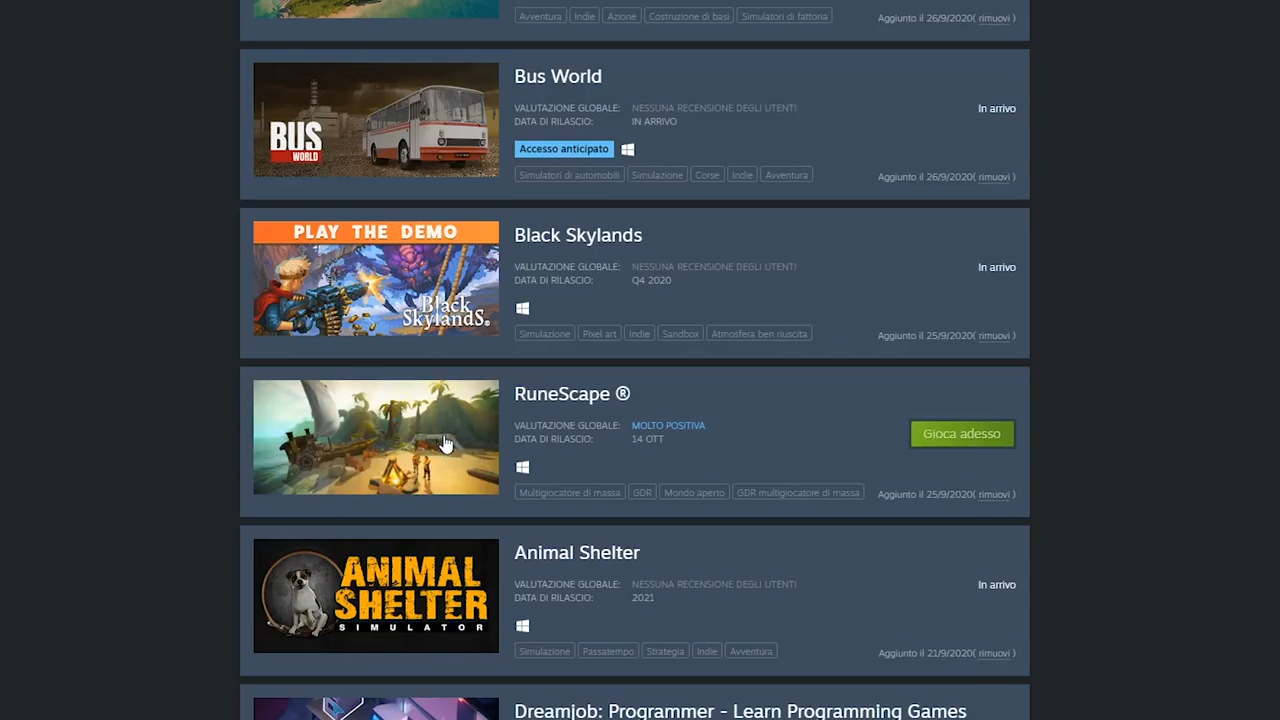 Avventura Indie Azione Costruzione di basi Simulatori di fattoria
Aggiunto il 26/9/2020( rimuovi )
BUS
WORLD
Bus World
VALUTAZIONE GLOBALE: NESSUNA RECENSIONE DEGLI UTENTI
DATA DI RILASCIO: IN ARRIVO
In arrivo
Accesso anticipato
Simulatori di automobili Simulazione Corse Indie Avventura
Aggiunto il 26/9/2020( rimuovi )
PLAY THE DEMO
Black
Skylands
Black Skylands
VALUTAZIONE GLOBALE: NESSUNA RECENSIONE DEGLI UTENTI
DATA DI RILASCIO: Q4 2020
In arrivo
Simulazione Pixel art Indie Sandbox Atmosfera ben riuscita
Aggiunto il 25/9/2020( rimuovi )
RuneScape ®
VALUTAZIONE GLOBALE: MOLTO POSITIVA
DATA DI RILASCIO: 14 OTT
Gioca adesso
Multigiocatore di massa GDR Mondo aperto GDR multigiocatore di massa
Aggiunto il 25/9/2020( rimuovi )
ANIMAL
SHELTER
SIMULATOR
Animal Shelter
VALUTAZIONE GLOBALE: NESSUNA RECENSIONE DEGLI UTENTI
DATA DI RILASCIO: 2021
In arrivo
Simulazione Passatempo Strategia Indie Avventura
Aggiunto il 21/9/2020( rimuovi )
Dreamjob: Programmer - Learn Programming Games